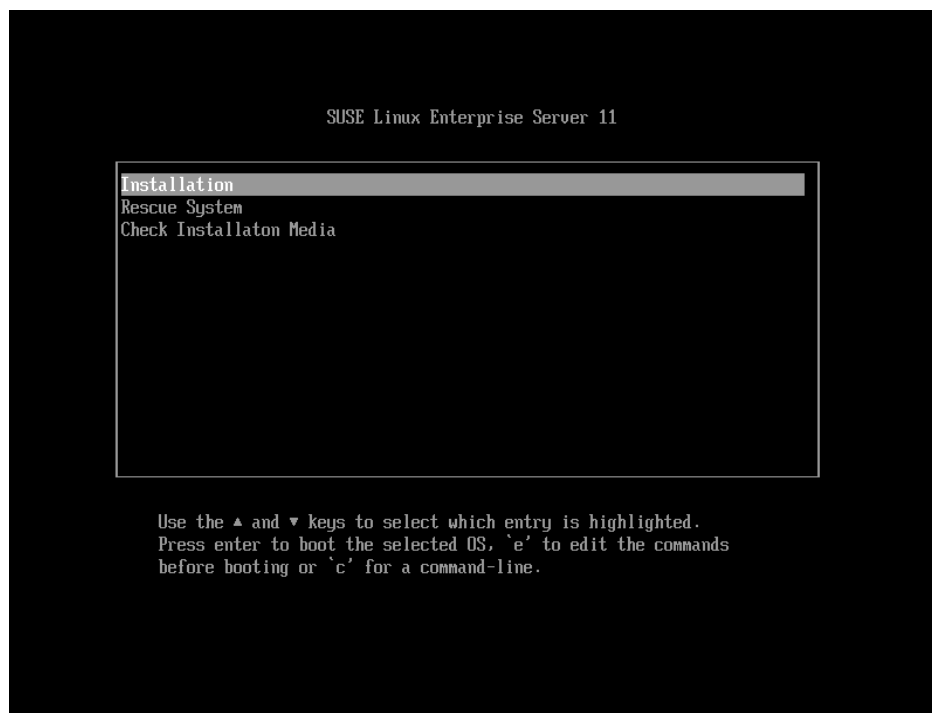 SUSE Linux Enterprise Server 11
Installation
Rescue System
Check Installaton Media
Use the ▲ and ▼ keys to select which entry is highlighted.
Press enter to boot the selected OS, `e' to edit the commands
before booting or `c' for a command-line.